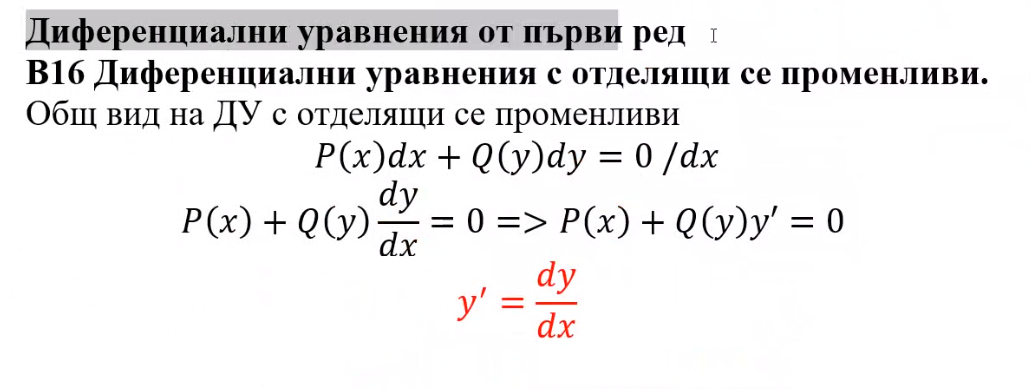 Диференциални уравнения от първи ред
В16 Диференциални уравнения с отделящи се променливи.
Общ вид на ДУ с отделящи се променливи
P(x)dx + Q(y)dy = 0 /dx
P(x) + Q(y) dy/dx = 0 => P(x) + Q(y)y′ = 0
y′ = dy/dx